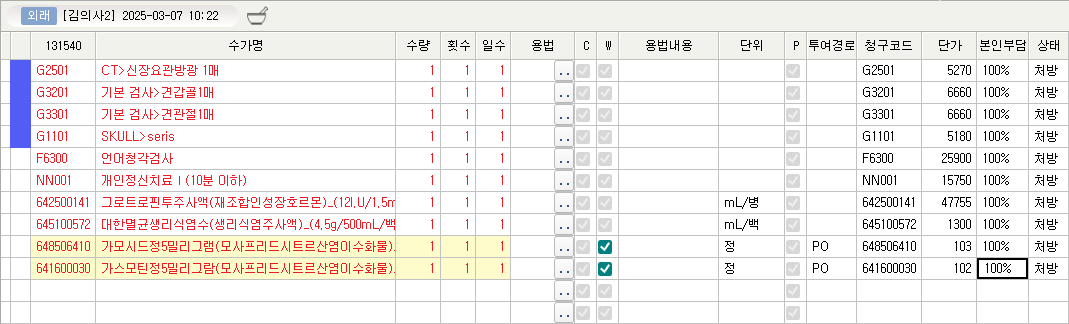 외래 [김의사2] 2025-03-07 10:22
131540 수가명 수량 횟수 일수 용법 C W 용법내용 단위 P 투여경로 청구코드 단가 본인부담 상태
G2501 CT>신장요관방광 1매 1 1 1 .. G2501 5270 100% 처방
G3201 기본 검사>견갑골1매 1 1 1 .. G3201 6660 100% 처방
G3301 기본 검사>견관절1매 1 1 1 .. G3301 6660 100% 처방
G1101 SKULL>seris 1 1 1 .. G1101 5180 100% 처방
F6300 언어청각검사 1 1 1 .. F6300 25900 100% 처방
NN001 개인정신치료Ⅰ(10분 이하) 1 1 1 .. NN001 15750 100% 처방
642500141 그로트로핀투주사액(재조합인성장호르몬)_(12I.U/1.5m 1 1 1 .. mL/병 642500141 47755 100% 처방
645100572 대한멸균생리식염수(생리식염주사액)_(4.5g/500mL/백 1 1 1 .. mL/백 645100572 1300 100% 처방
648506410 가모시드정5밀리그램(모사프리드시트르산염이수화물).. 1 1 1 .. 정 PO 648506410 103 100% 처방
641600030 가스모틴정5밀리그람(모사프리드시트르산염이수화물).. 1 1 1 .. 정 PO 641600030 102 100% 처방
..
..